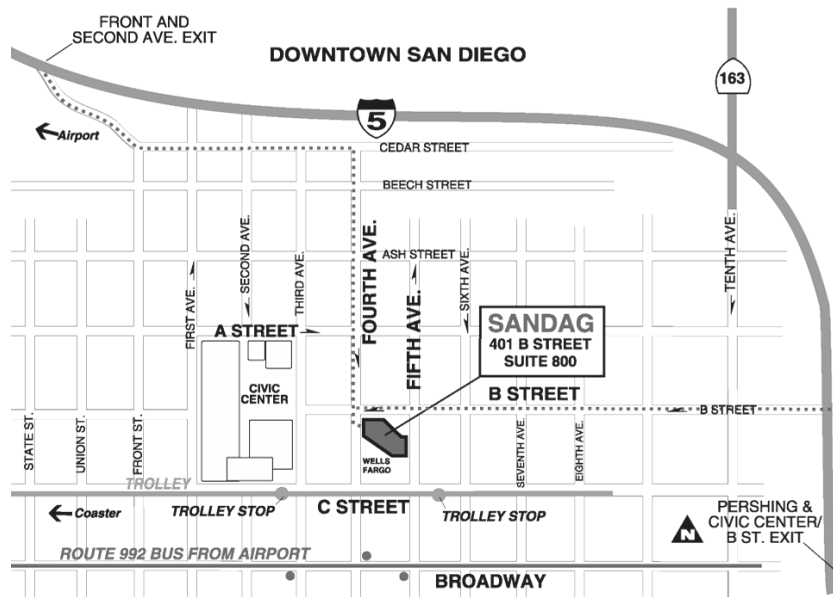 FRONT AND
SECOND AVE. EXIT
DOWNTOWN SAN DIEGO
163
5
Airport
CEDAR STREET
BEECH STREET
ASH STREET
FIRST AVE.
SECOND AVE.
THIRD AVE.
FOURTH AVE.
FIFTH AVE.
SIXTH AVE.
TENTH AVE.
A STREET
SANDAG
401 B STREET
SUITE 800
CIVIC
CENTER
B STREET
B STREET
STATE ST.
UNION ST.
FRONT ST.
SEVENTH AVE.
EIGHTH AVE.
WELLS
FARGO
TROLLEY
Coaster
TROLLEY STOP
C STREET
TROLLEY STOP
N
PERSHING &
CIVIC CENTER/
B ST. EXIT
ROUTE 992 BUS FROM AIRPORT
BROADWAY